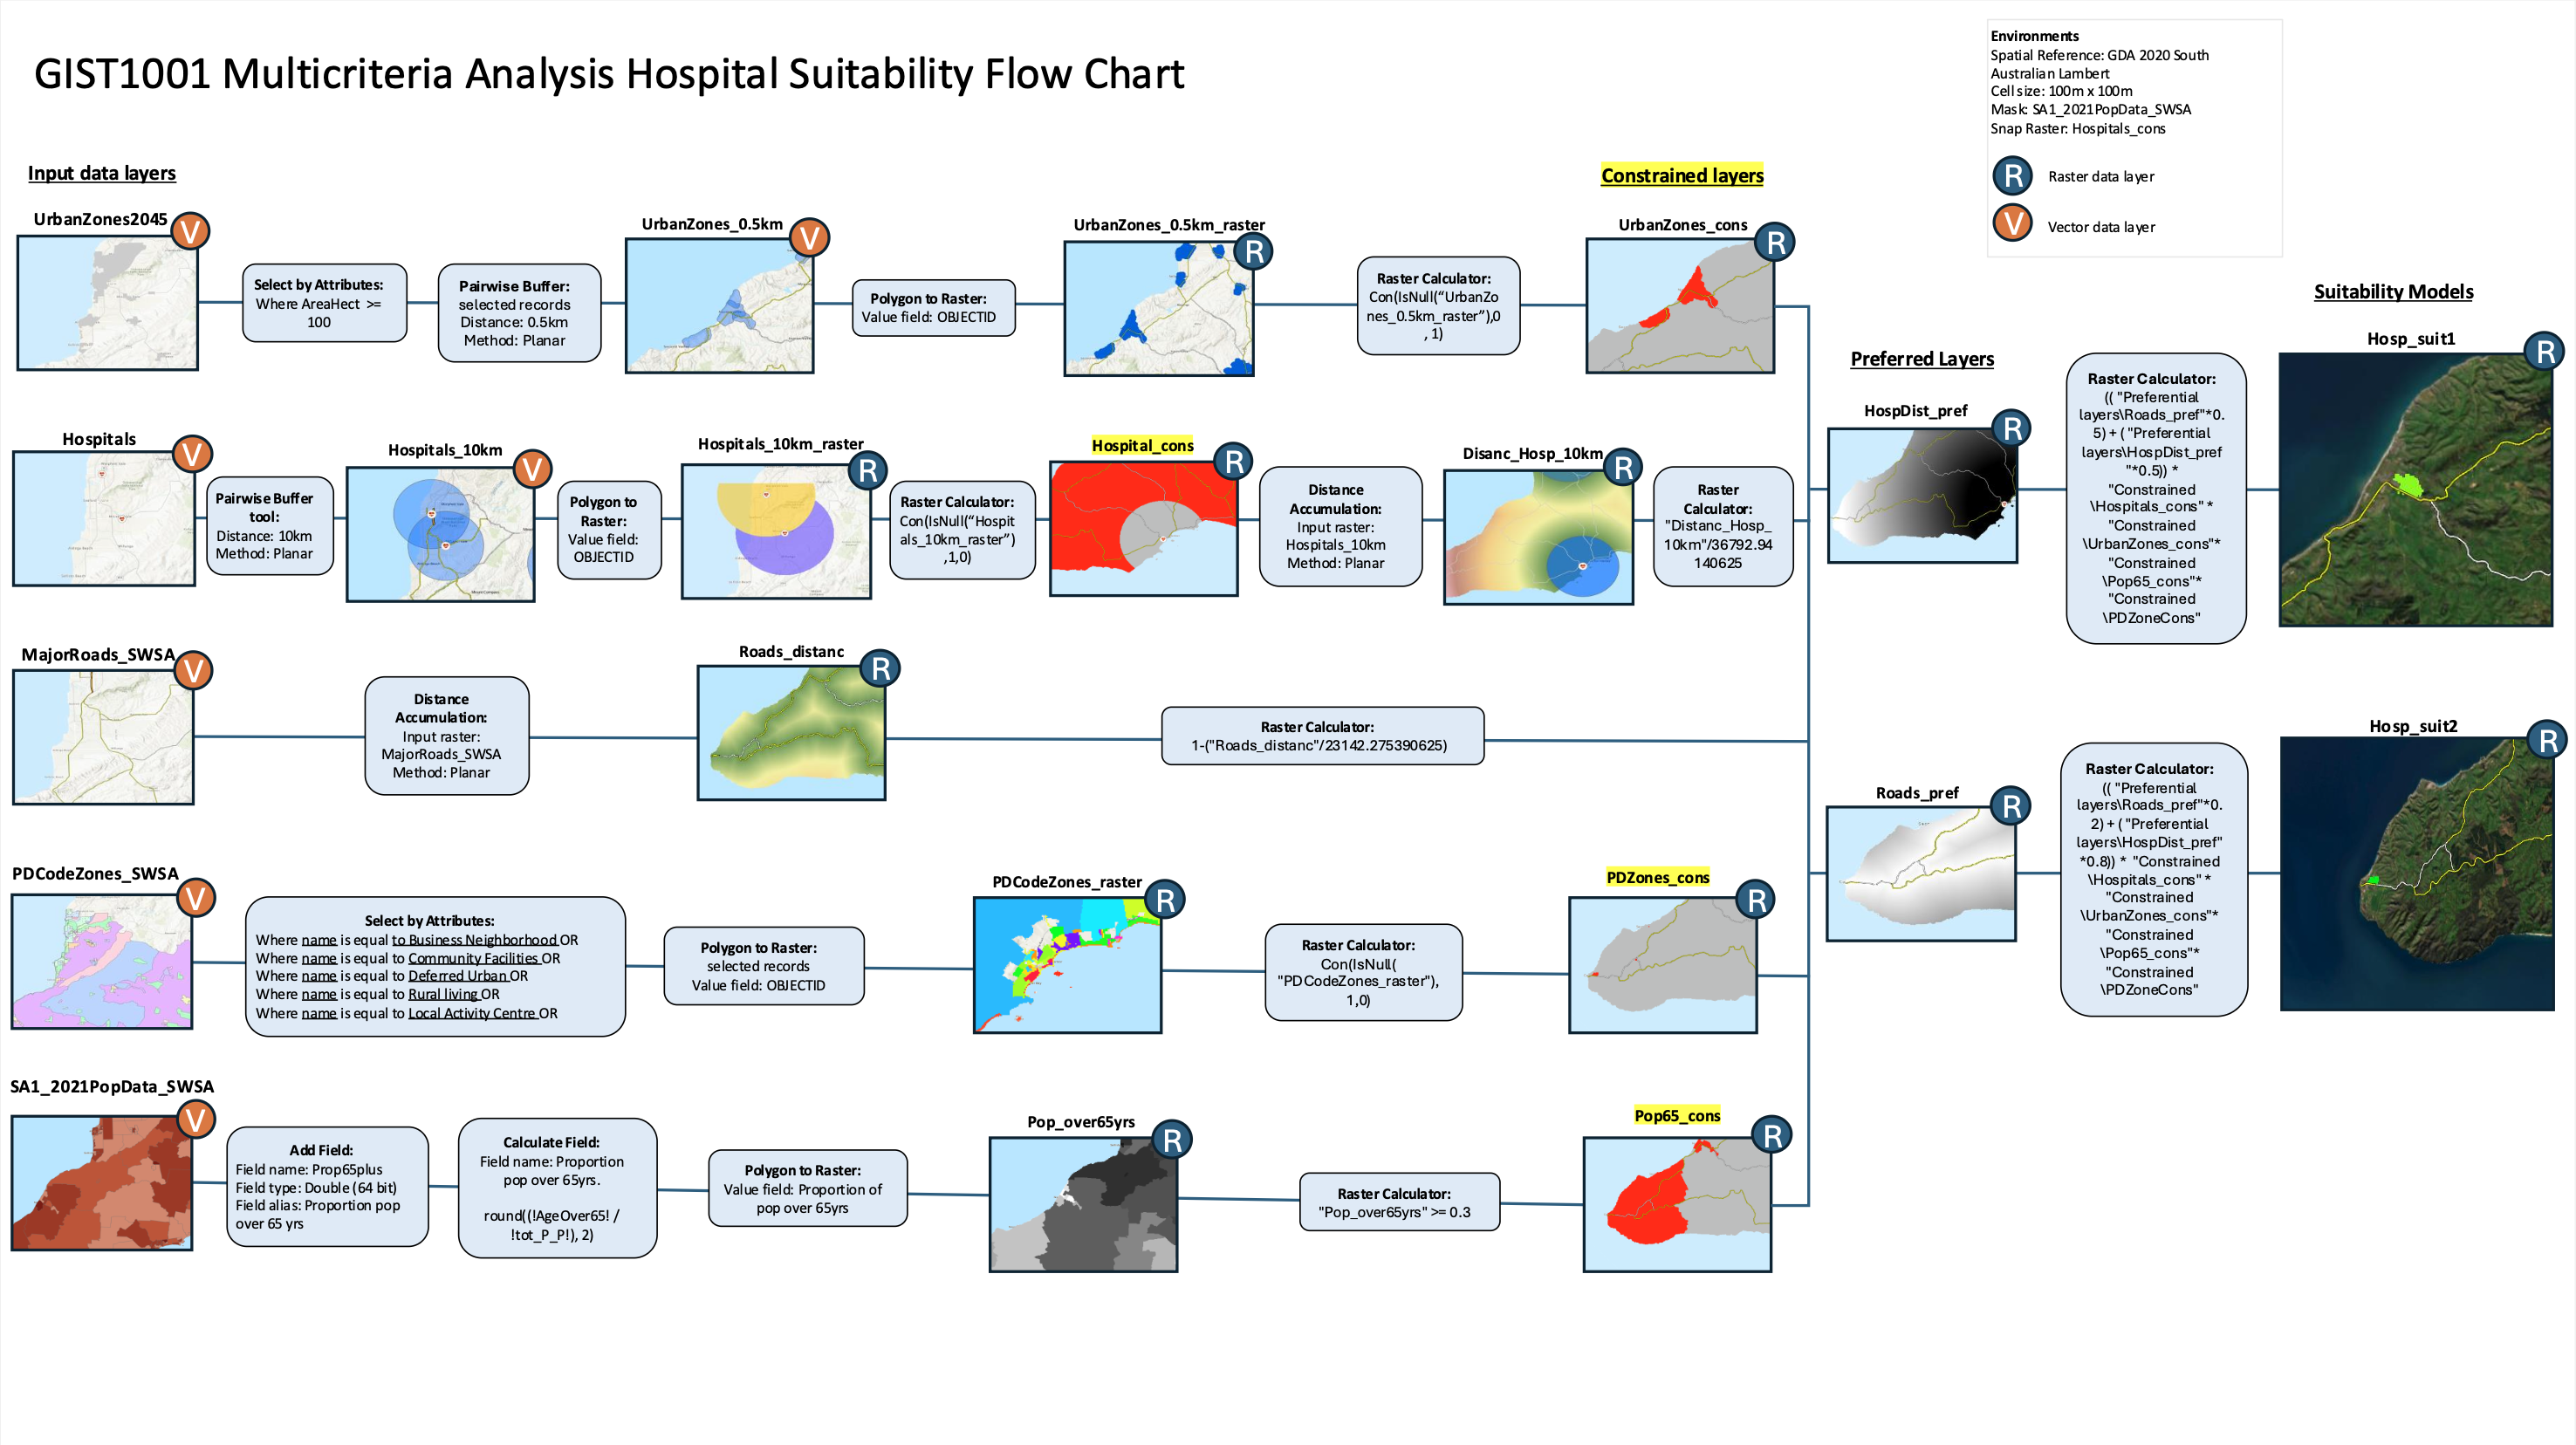 GIST1001 Multicriteria Analysis Hospital Suitability Flow Chart
Environments
Spatial Reference: GDA 2020 South
Australian Lambert
Cell size: 100m x 100m
Mask: SA1_2021PopData_SWSA
Snap Raster: Hospitals_cons
R
Raster data layer
V
Vector data layer
Input data layers
Constrained layers
UrbanZones2045
V
Select by Attributes:
Where AreaHect >=
100
Pairwise Buffer:
selected records
Distance: 0.5km
Method: Planar
UrbanZones_0.5km
V
Polygon to Raster:
Value field: OBJECTID
UrbanZones_0.5km_raster
R
Raster Calculator:
Con(IsNull(“UrbanZo
nes_0.5km_raster”),0
, 1)
UrbanZones_cons
R
Hospitals
V
Pairwise Buffer
tool:
Distance: 10km
Method: Planar
Hospitals_10km
V
Polygon to
Raster:
Value field:
OBJECTID
Hospitals_10km_raster
R
Raster Calculator:
Con(IsNull(“Hospit
als_10km_raster”)
,1,0)
Hospital_cons
R
Distance
Accumulation:
Input raster:
Hospitals_10km
Method: Planar
Disanc_Hosp_10km
R
Raster
Calculator:
"Distanc_Hosp_
10km"/36792.94
140625
MajorRoads_SWSA
V
Distance
Accumulation:
Input raster:
MajorRoads_SWSA
Method: Planar
Roads_distanc
R
Raster Calculator:
1-("Roads_distanc"/23142.275390625)
PDCodeZones_SWSA
V
Select by Attributes:
Where name is equal to Business Neighborhood OR
Where name is equal to Community Facilities OR
Where name is equal to Deferred Urban OR
Where name is equal to Rural living OR
Where name is equal to Local Activity Centre OR
Polygon to Raster:
selected records
Value field: OBJECTID
PDCodeZones_raster
R
Raster Calculator:
Con(IsNull(
"PDCodeZones_raster"),
1,0)
PDZones_cons
R
SA1_2021PopData_SWSA
V
Add Field:
Field name: Prop65plus
Field type: Double (64 bit)
Field alias: Proportion pop
over 65 yrs
Calculate Field:
Field name: Proportion
pop over 65yrs.
round((!AgeOver65! /
!tot_P_P!), 2)
Polygon to Raster:
Value field: Proportion of
pop over 65yrs
Pop_over65yrs
R
Raster Calculator:
"Pop_over65yrs" >= 0.3
Pop65_cons
R
Preferred Layers
HospDist_pref
R
Roads_pref
R
Suitability Models
Raster Calculator:
(( "Preferential
layers\Roads_pref"*0.
5) + ( "Preferential
layers\HospDist_pref
"*0.5)) *
"Constrained
\Hospitals_cons" *
"Constrained
\UrbanZones_cons"*
"Constrained
\Pop65_cons"*
"Constrained
\PDZoneCons"
Hosp_suit1
R
Raster Calculator:
(( "Preferential
layers\Roads_pref"*0.
2) + ( "Preferential
layers\HospDist_pref"
*0.8)) * "Constrained
\Hospitals_cons" *
"Constrained
\UrbanZones_cons"*
"Constrained
\Pop65_cons"*
"Constrained
\PDZoneCons"
Hosp_suit2
R